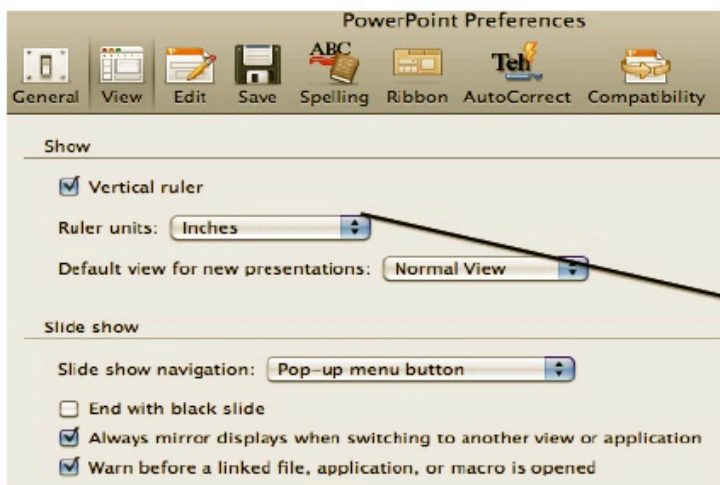 PowerPoint Preferences
ABC Teh
General View Edit Save Spelling Ribbon AutoCorrect Compatibility
Show
Vertical ruler
Ruler units: Inches
Default view for new presentations: Normal View
Slide show
Slide show navigation: Pop-up menu button
End with black slide
Always mirror displays when switching to another view or application
Warn before a linked file, application, or macro is opened